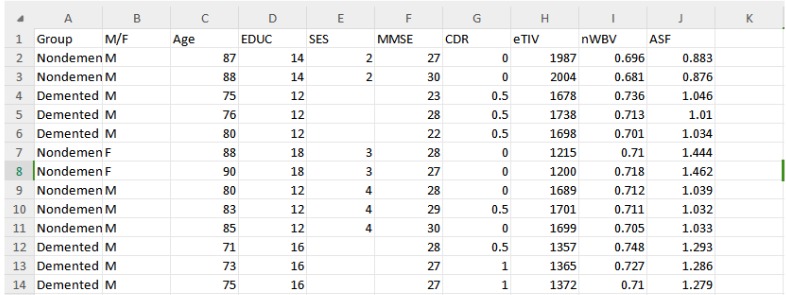 A B C D E F G H I J K
1 Group M/F Age EDUC SES MMSE CDR eTIV nWBV ASF
2 Nondemen M 87 14 2 27 0 1987 0.696 0.883
3 Nondemen M 88 14 2 30 0 2004 0.681 0.876
4 Demented M 75 12 23 0.5 1678 0.736 1.046
5 Demented M 76 12 28 0.5 1738 0.713 1.01
6 Demented M 80 12 22 0.5 1698 0.701 1.034
7 Nondemen F 88 18 3 28 0 1215 0.71 1.444
8 Nondemen F 90 18 3 27 0 1200 0.718 1.462
9 Nondemen M 80 12 4 28 0 1689 0.712 1.039
10 Nondemen M 83 12 4 29 0.5 1701 0.711 1.032
11 Nondemen M 85 12 4 30 0 1699 0.705 1.033
12 Demented M 71 16 28 0.5 1357 0.748 1.293
13 Demented M 73 16 27 1 1365 0.727 1.286
14 Demented M 75 16 27 1 1372 0.71 1.279